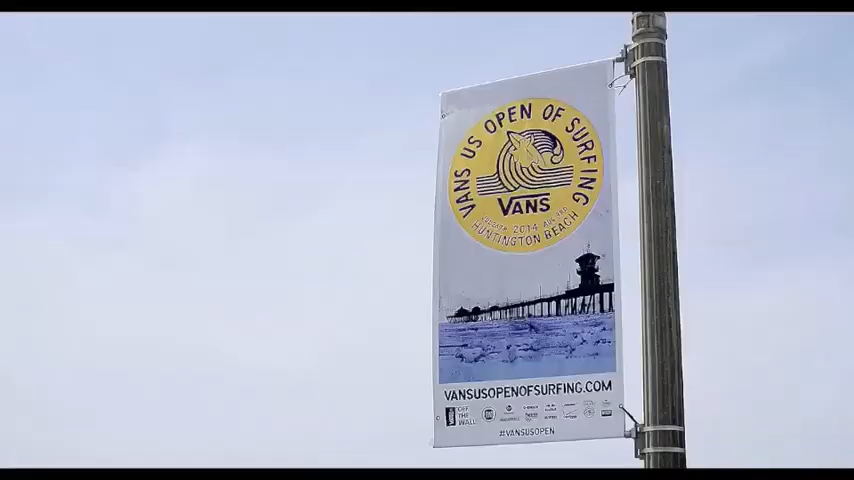 VANS US OPEN OF SURFING
VANS
2014
HUNTINGTON BEACH
VANSUSOPENOFSURFING.COM
OFF
THE
WALL
#VANSUSOPEN